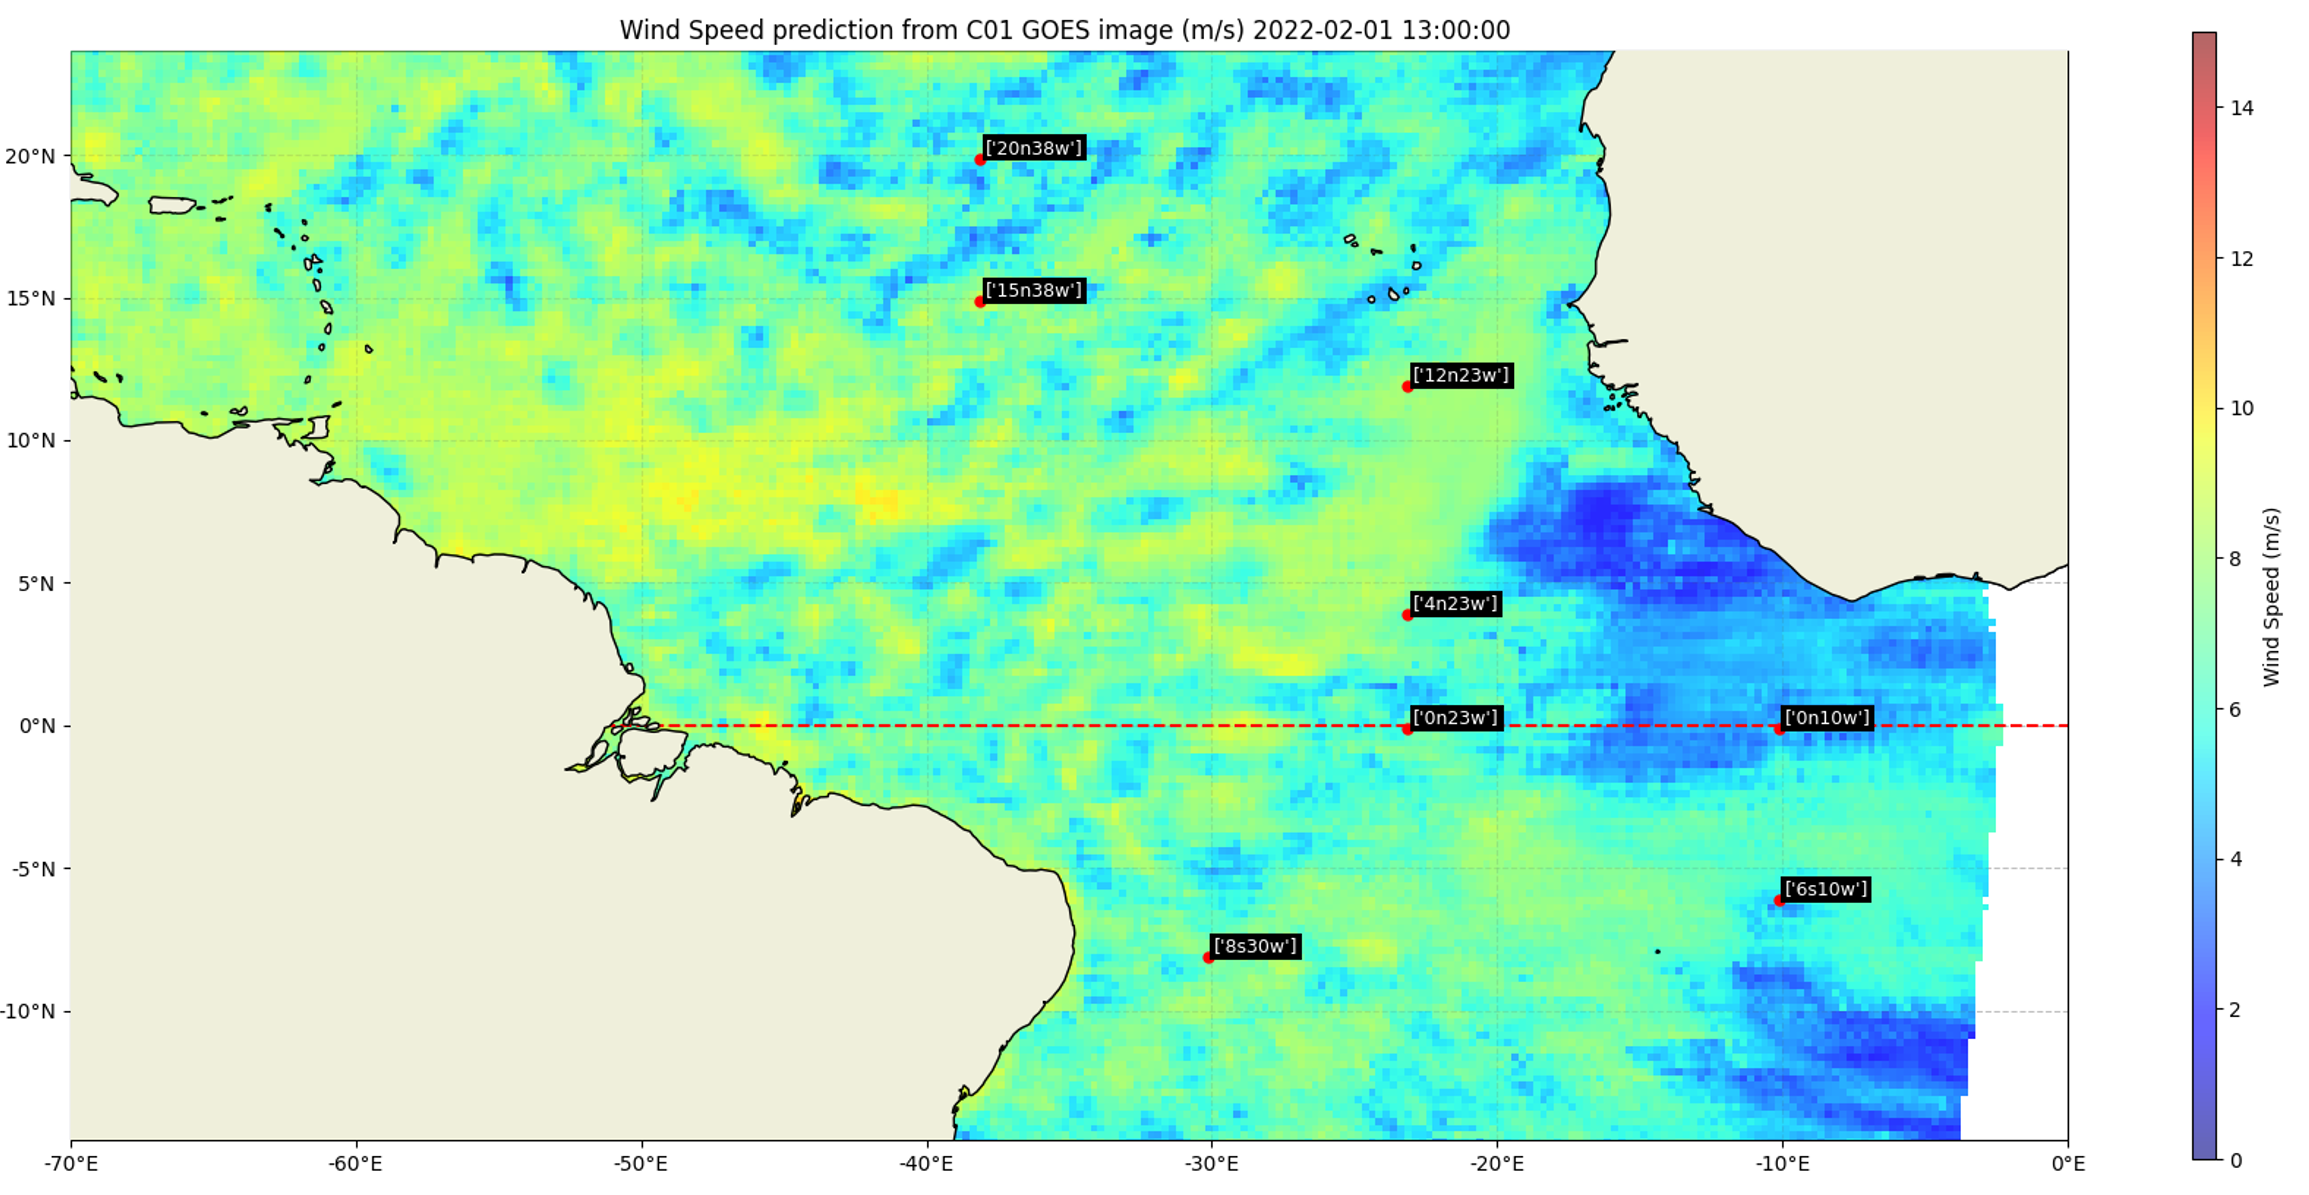 Wind Speed prediction from C01 GOES image (m/s) 2022-02-01 13:00:00
14
20°N
['20n38w']
12
15°N
['15n38w']
['12n23w']
10
10°N
8
5°N
['4n23w']
Wind Speed (m/s)
6
0°N
['0n23w']
['0n10w']
4
-5°N
['6s10w']
['8s30w']
2
-10°N
0
-70°E
-60°E
-50°E
-40°E
-30°E
-20°E
-10°E
0°E